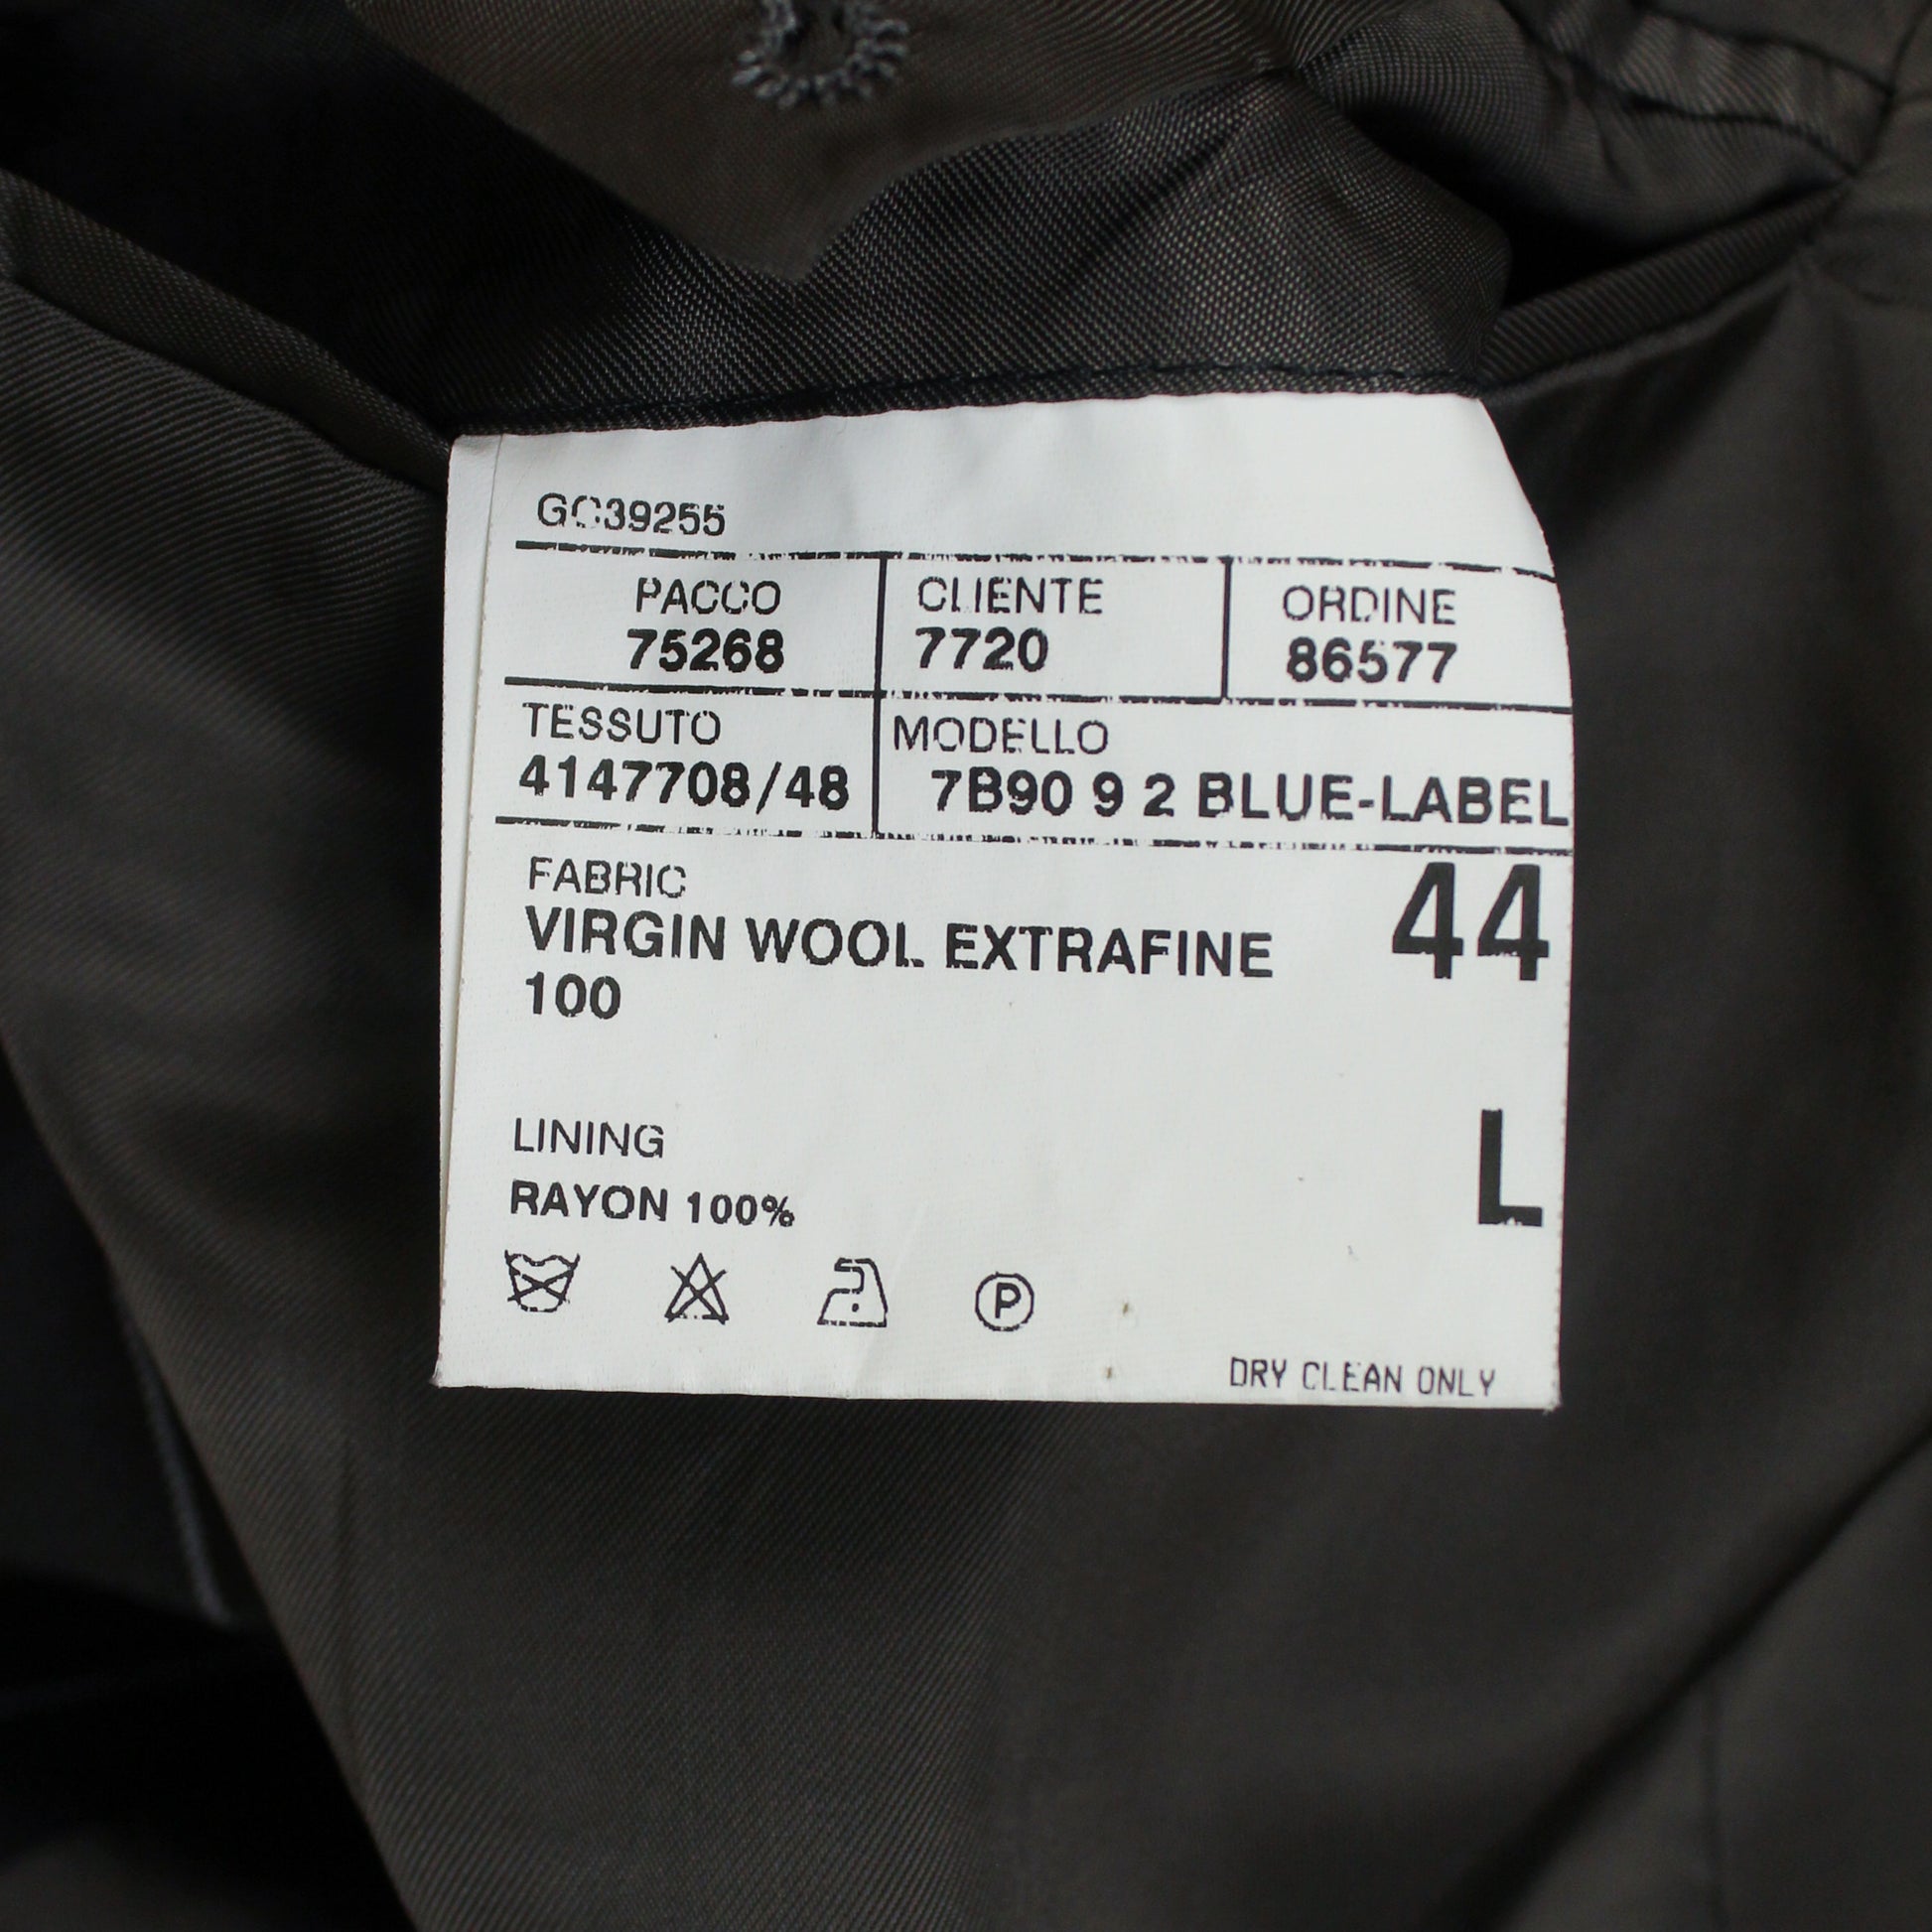 GC39255
PACCO CLIENTE ORDINE
75268 7720 86577
TESSUTO MODELLO
4147708/48 7B90 9 2 BLUE-LABEL
FABRIC 44
VIRGIN WOOL EXTRAFINE
100
LINING L
RAYON 100%
P
DRY CLEAN ONLY